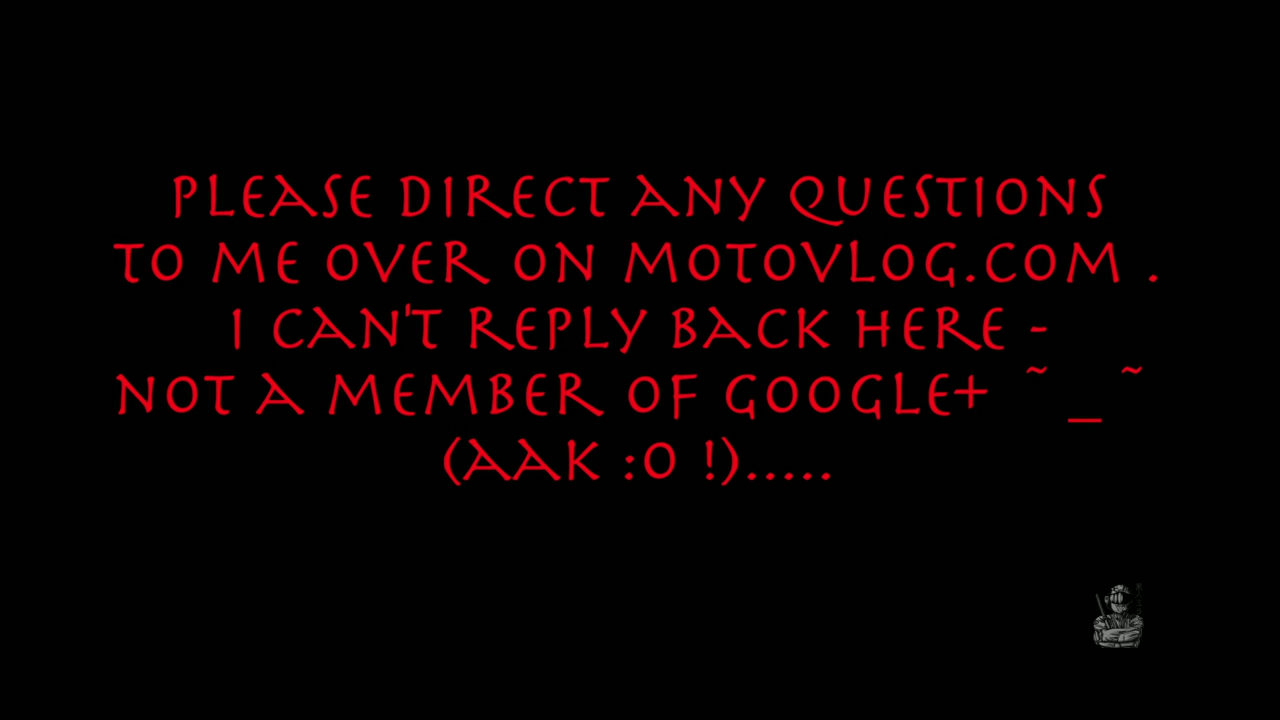 PLEASE DIRECT ANY QUESTIONS
TO ME OVER ON MOTOVLOG.COM .
I CAN'T REPLY BACK HERE -
NOT A MEMBER OF GOOGLE+ ~_~
(AAK :O !).....